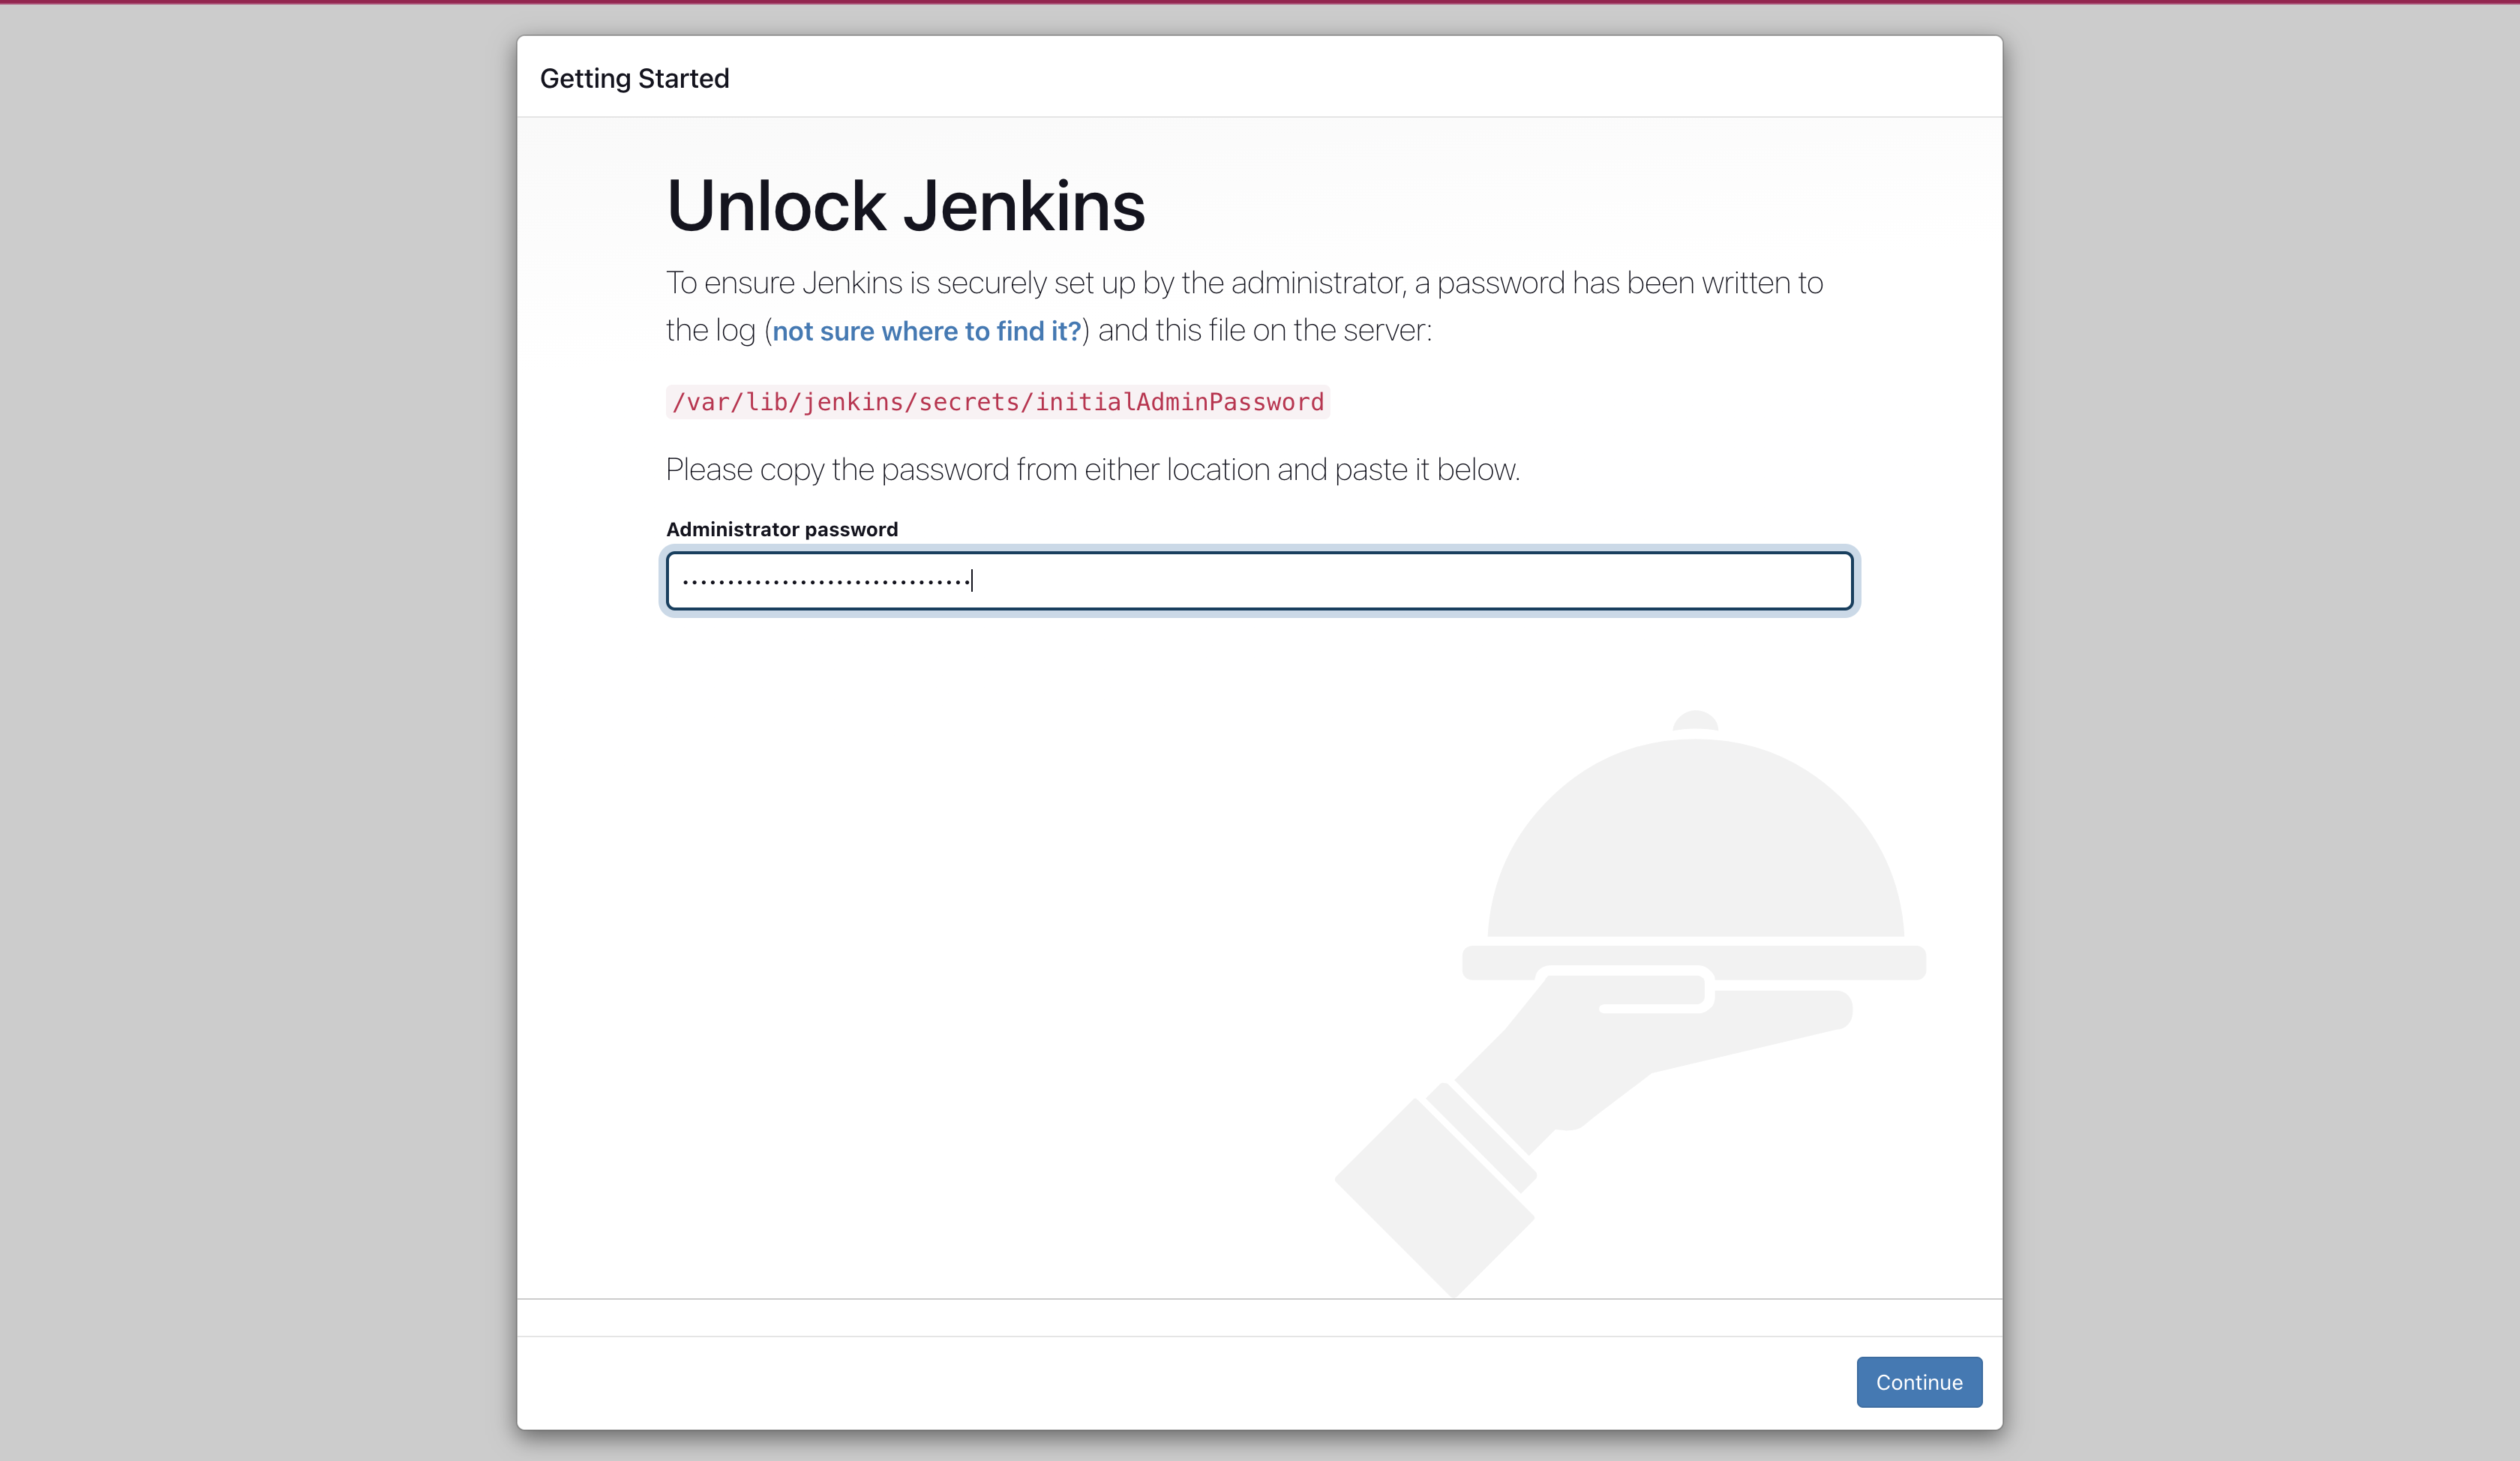 Getting Started
Unlock Jenkins
To ensure Jenkins is securely set up by the administrator, a password has been written to
the log (not sure where to find it?) and this file on the server:
/var/lib/jenkins/secrets/initialAdminPassword
Please copy the password from either location and paste it below.
Administrator password
Continue